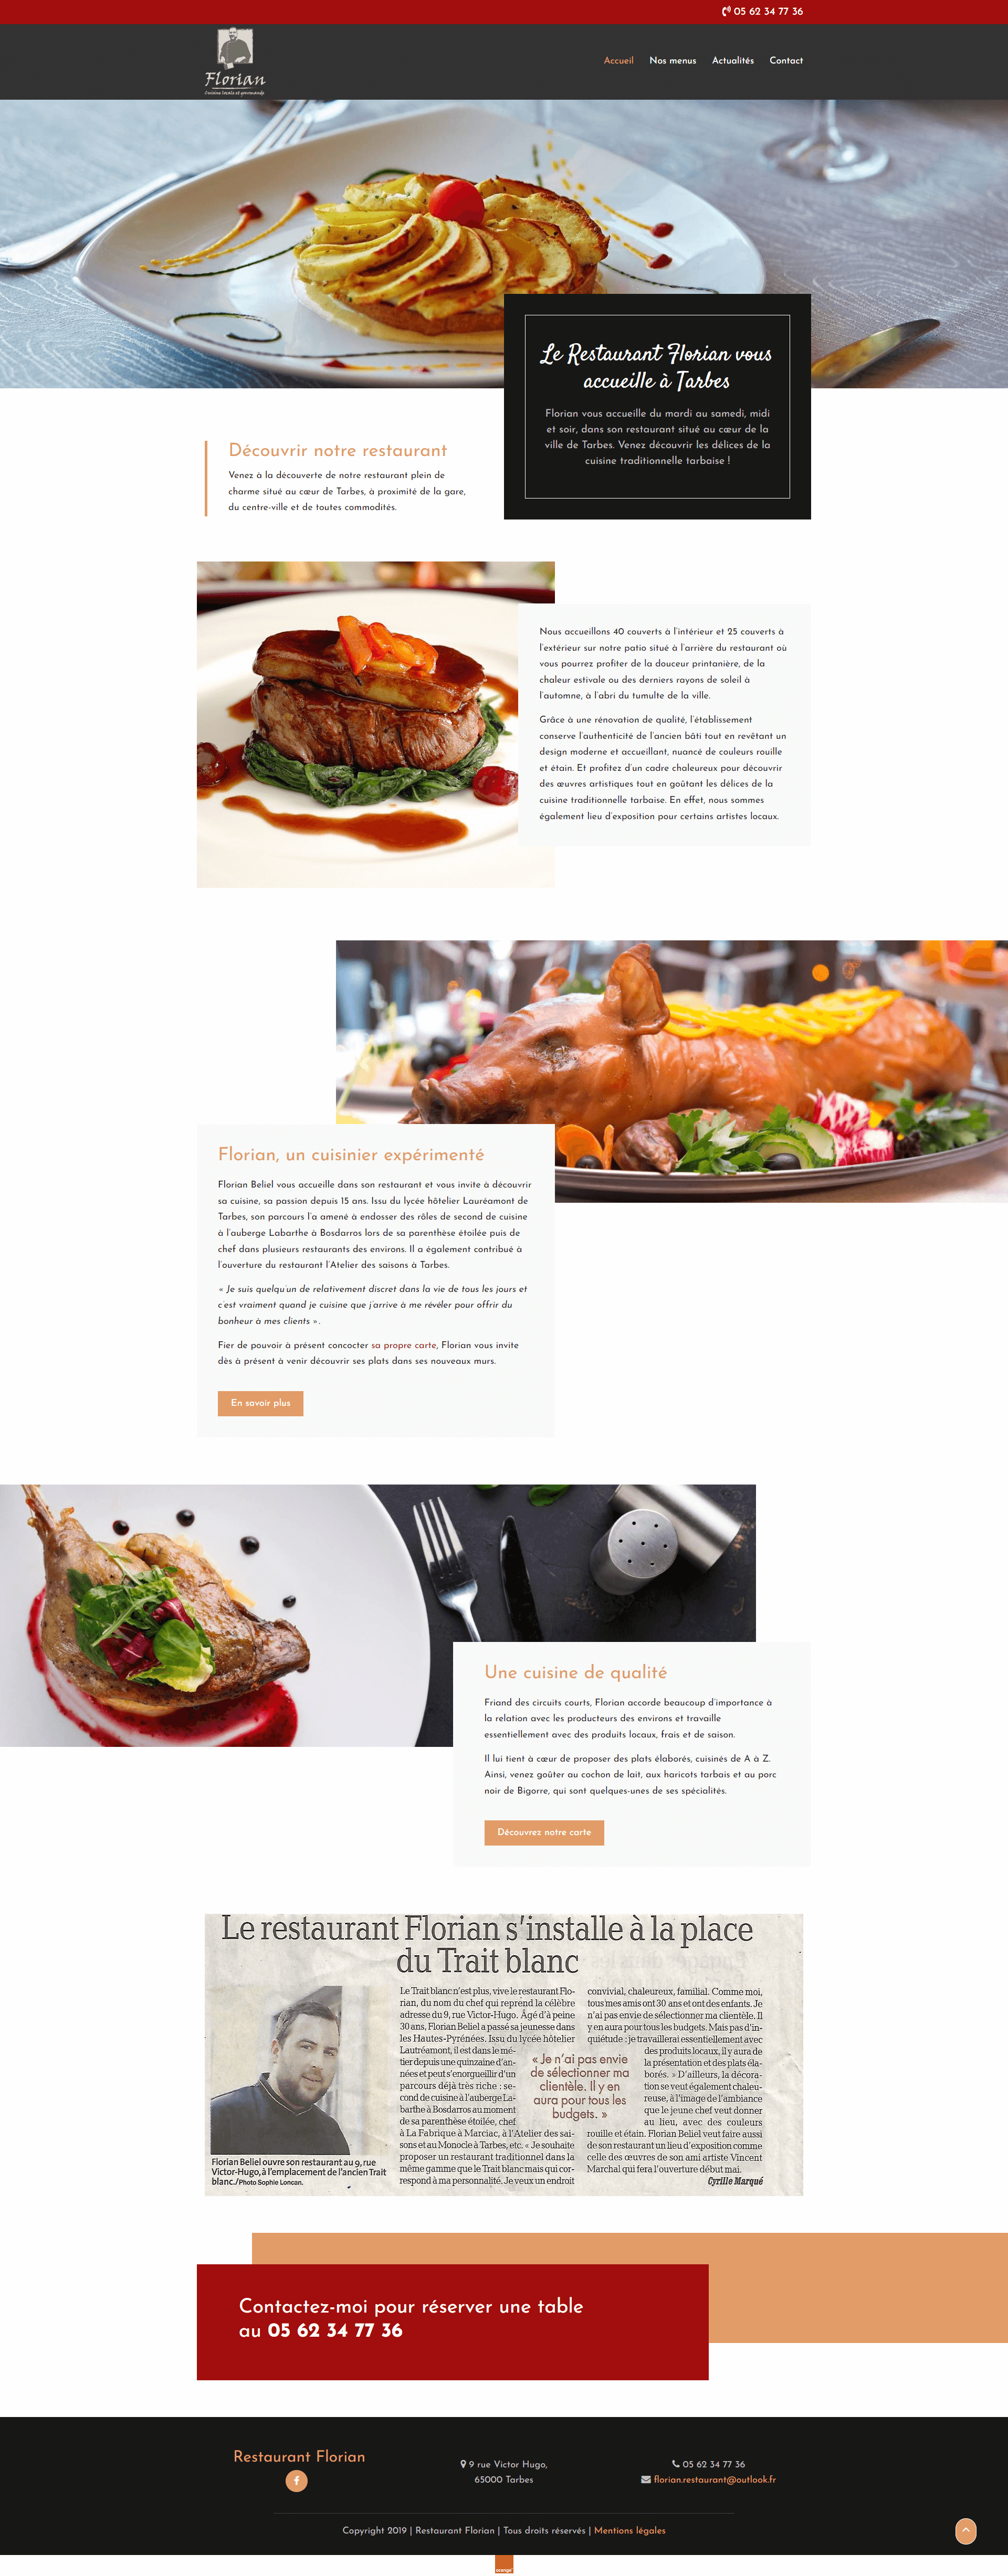 05 62 34 77 36
Florian
Cuisine locale et gourmande
Accueil
Nos menus
Actualités
Contact
Le Restaurant Florian vous
accueille à Tarbes
Florian vous accueille du mardi au samedi, midi
et soir, dans son restaurant situé au cœur de la
ville de Tarbes. Venez découvrir les délices de la
cuisine traditionnelle tarbaise !
Découvrir notre restaurant
Venez à la découverte de notre restaurant plein de
charme situé au cœur de Tarbes, à proximité de la gare,
du centre-ville et de toutes commodités.
Nous accueillons 40 couverts à l'intérieur et 25 couverts à
l'extérieur sur notre patio situé à l'arrière du restaurant où
vous pourrez profiter de la douceur printanière, de la
chaleur estivale ou des derniers rayons de soleil à
l'automne, à l'abri du tumulte de la ville.
Grâce à une rénovation de qualité, l'établissement
conserve l'authenticité de l'ancien bâti tout en revêtant un
design moderne et accueillant, nuancé de couleurs rouille
et étain. Et profitez d'un cadre chaleureux pour découvrir
des œuvres artistiques tout en goûtant les délices de la
cuisine traditionnelle tarbaise. En effet, nous sommes
également lieu d'exposition pour certains artistes locaux.
Florian, un cuisinier expérimenté
Florian Beliel vous accueille dans son restaurant et vous invite à découvrir
sa cuisine, sa passion depuis 15 ans. Issu du lycée hôtelier Lauréamont de
Tarbes, son parcours l'a amené à endosser des rôles de second de cuisine
à l'auberge Labarthe à Bosdarros lors de sa parenthèse étoilée puis de
chef dans plusieurs restaurants des environs. Il a également contribué à
l'ouverture du restaurant l'Atelier des saisons à Tarbes.
« Je suis quelqu'un de relativement discret dans la vie de tous les jours et
c'est vraiment quand je cuisine que j'arrive à me révéler pour offrir du
bonheur à mes clients ».
Fier de pouvoir à présent concocter sa propre carte, Florian vous invite
dès à présent à venir découvrir ses plats dans ses nouveaux murs.
En savoir plus
Une cuisine de qualité
Friand des circuits courts, Florian accorde beaucoup d'importance à
la relation avec les producteurs des environs et travaille
essentiellement avec des produits locaux, frais et de saison.
Il lui tient à cœur de proposer des plats élaborés, cuisinés de A à Z.
Ainsi, venez goûter au cochon de lait, aux haricots tarbais et au porc
noir de Bigorre, qui sont quelques-unes de ses spécialités.
Découvrez notre carte
Le restaurant Florian s'installe à la place
du Trait blanc
Florian Beliel ouvre son restaurant au 9, rue
Victor-Hugo, à l'emplacement de l'ancien Trait
blanc./Photo Sophie Loncan.
Le Trait blanc n'est plus, vive le restaurant Flo-
rian, du nom du chef qui reprend la célèbre
adresse du 9, rue Victor-Hugo. Âgé d'à peine
30 ans, Florian Beliel a passé sa jeunesse dans
les Hautes-Pyrénées. Issu du lycée hôtelier
Lautréamont, il est dans le mé-
tier depuis une quinzaine d'an-
nées et peut s'enorgueillir d'un
parcours déjà très riche : se-
cond de cuisine à l'auberge La-
barthe à Bosdarros au moment
de sa parenthèse étoilée, chef
à La Fabrique à Marciac, à l'Atelier des sai-
sons et au Monocle à Tarbes, etc. « Je souhaite
proposer un restaurant traditionnel dans la
même gamme que le Trait blanc mais qui cor-
respond à ma personnalité. Je veux un endroit
« Je n'ai pas envie
de sélectionner ma
clientèle. Il y en
aura pour tous les
budgets. »
convivial, chaleureux, familial. Comme moi,
tous mes amis ont 30 ans et ont des enfants. Je
n'ai pas envie de sélectionner ma clientèle. Il
y en aura pour tous les budgets. Mais pas d'in-
quiétude : je travaillerai essentiellement avec
des produits locaux, il y aura de
la présentation et des plats éla-
borés. » D'ailleurs, la décora-
tion se veut également chaleu-
reuse, à l'image de l'ambiance
que le jeune chef veut donner
au lieu, avec des couleurs
rouille et étain. Florian Beliel veut faire aussi
de son restaurant un lieu d'exposition comme
celle des œuvres de son ami artiste Vincent
Marchal qui fera l'ouverture début mai.
Cyrille Marqué
Contactez-moi pour réserver une table
au 05 62 34 77 36
Restaurant Florian
9 rue Victor Hugo,
65000 Tarbes
05 62 34 77 36
florian.restaurant@outlook.fr
Copyright 2019 | Restaurant Florian | Tous droits réservés | Mentions légales
orange